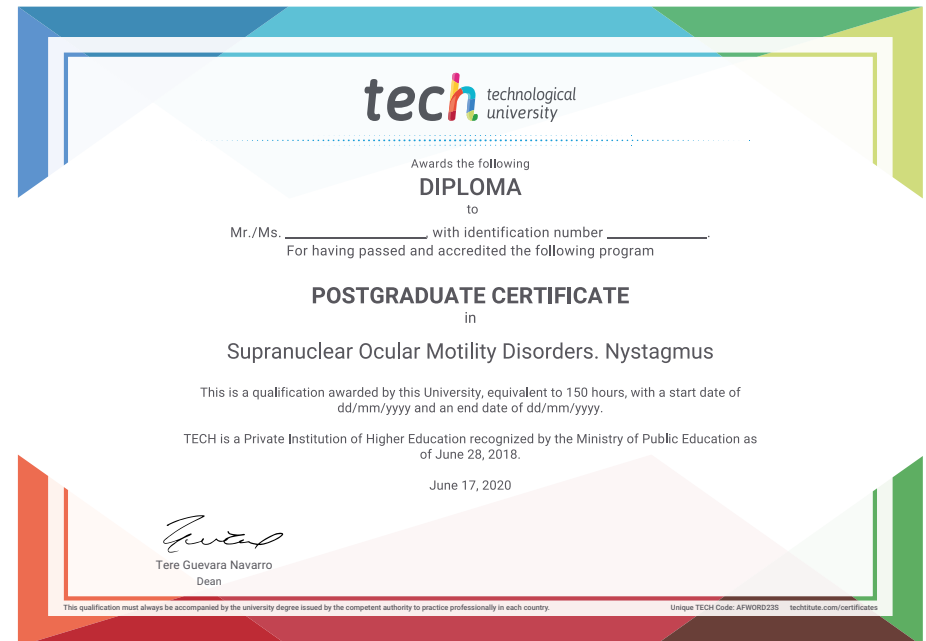 tech technological
university
Awards the following
DIPLOMA
to
Mr./Ms. ____________, with identification number ____________.
For having passed and accredited the following program
POSTGRADUATE CERTIFICATE
in
Supranuclear Ocular Motility Disorders. Nystagmus
This is a qualification awarded by this University, equivalent to 150 hours, with a start date of
dd/mm/yyyy and an end date of dd/mm/yyyy.
TECH is a Private Institution of Higher Education recognized by the Ministry of Public Education as
of June 28, 2018.
June 17, 2020
Tere Guevara Navarro
Dean
This qualification must always be accompanied by the university degree issued by the competent authority to practice professionally in each country.
Unique TECH Code: AFWORD23S techtitute.com/certificates